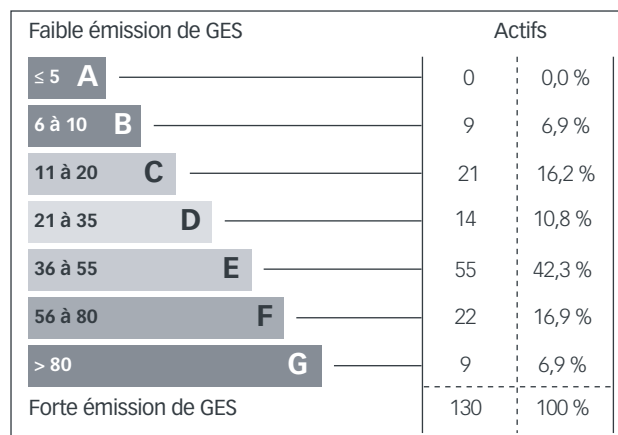 Faible émission de GES Actifs
≤ 5 A 0 0,0 %
6 à 10 B 9 6,9 %
11 à 20 C 21 16,2 %
21 à 35 D 14 10,8 %
36 à 55 E 55 42,3 %
56 à 80 F 22 16,9 %
> 80 G 9 6,9 %
Forte émission de GES 130 100 %